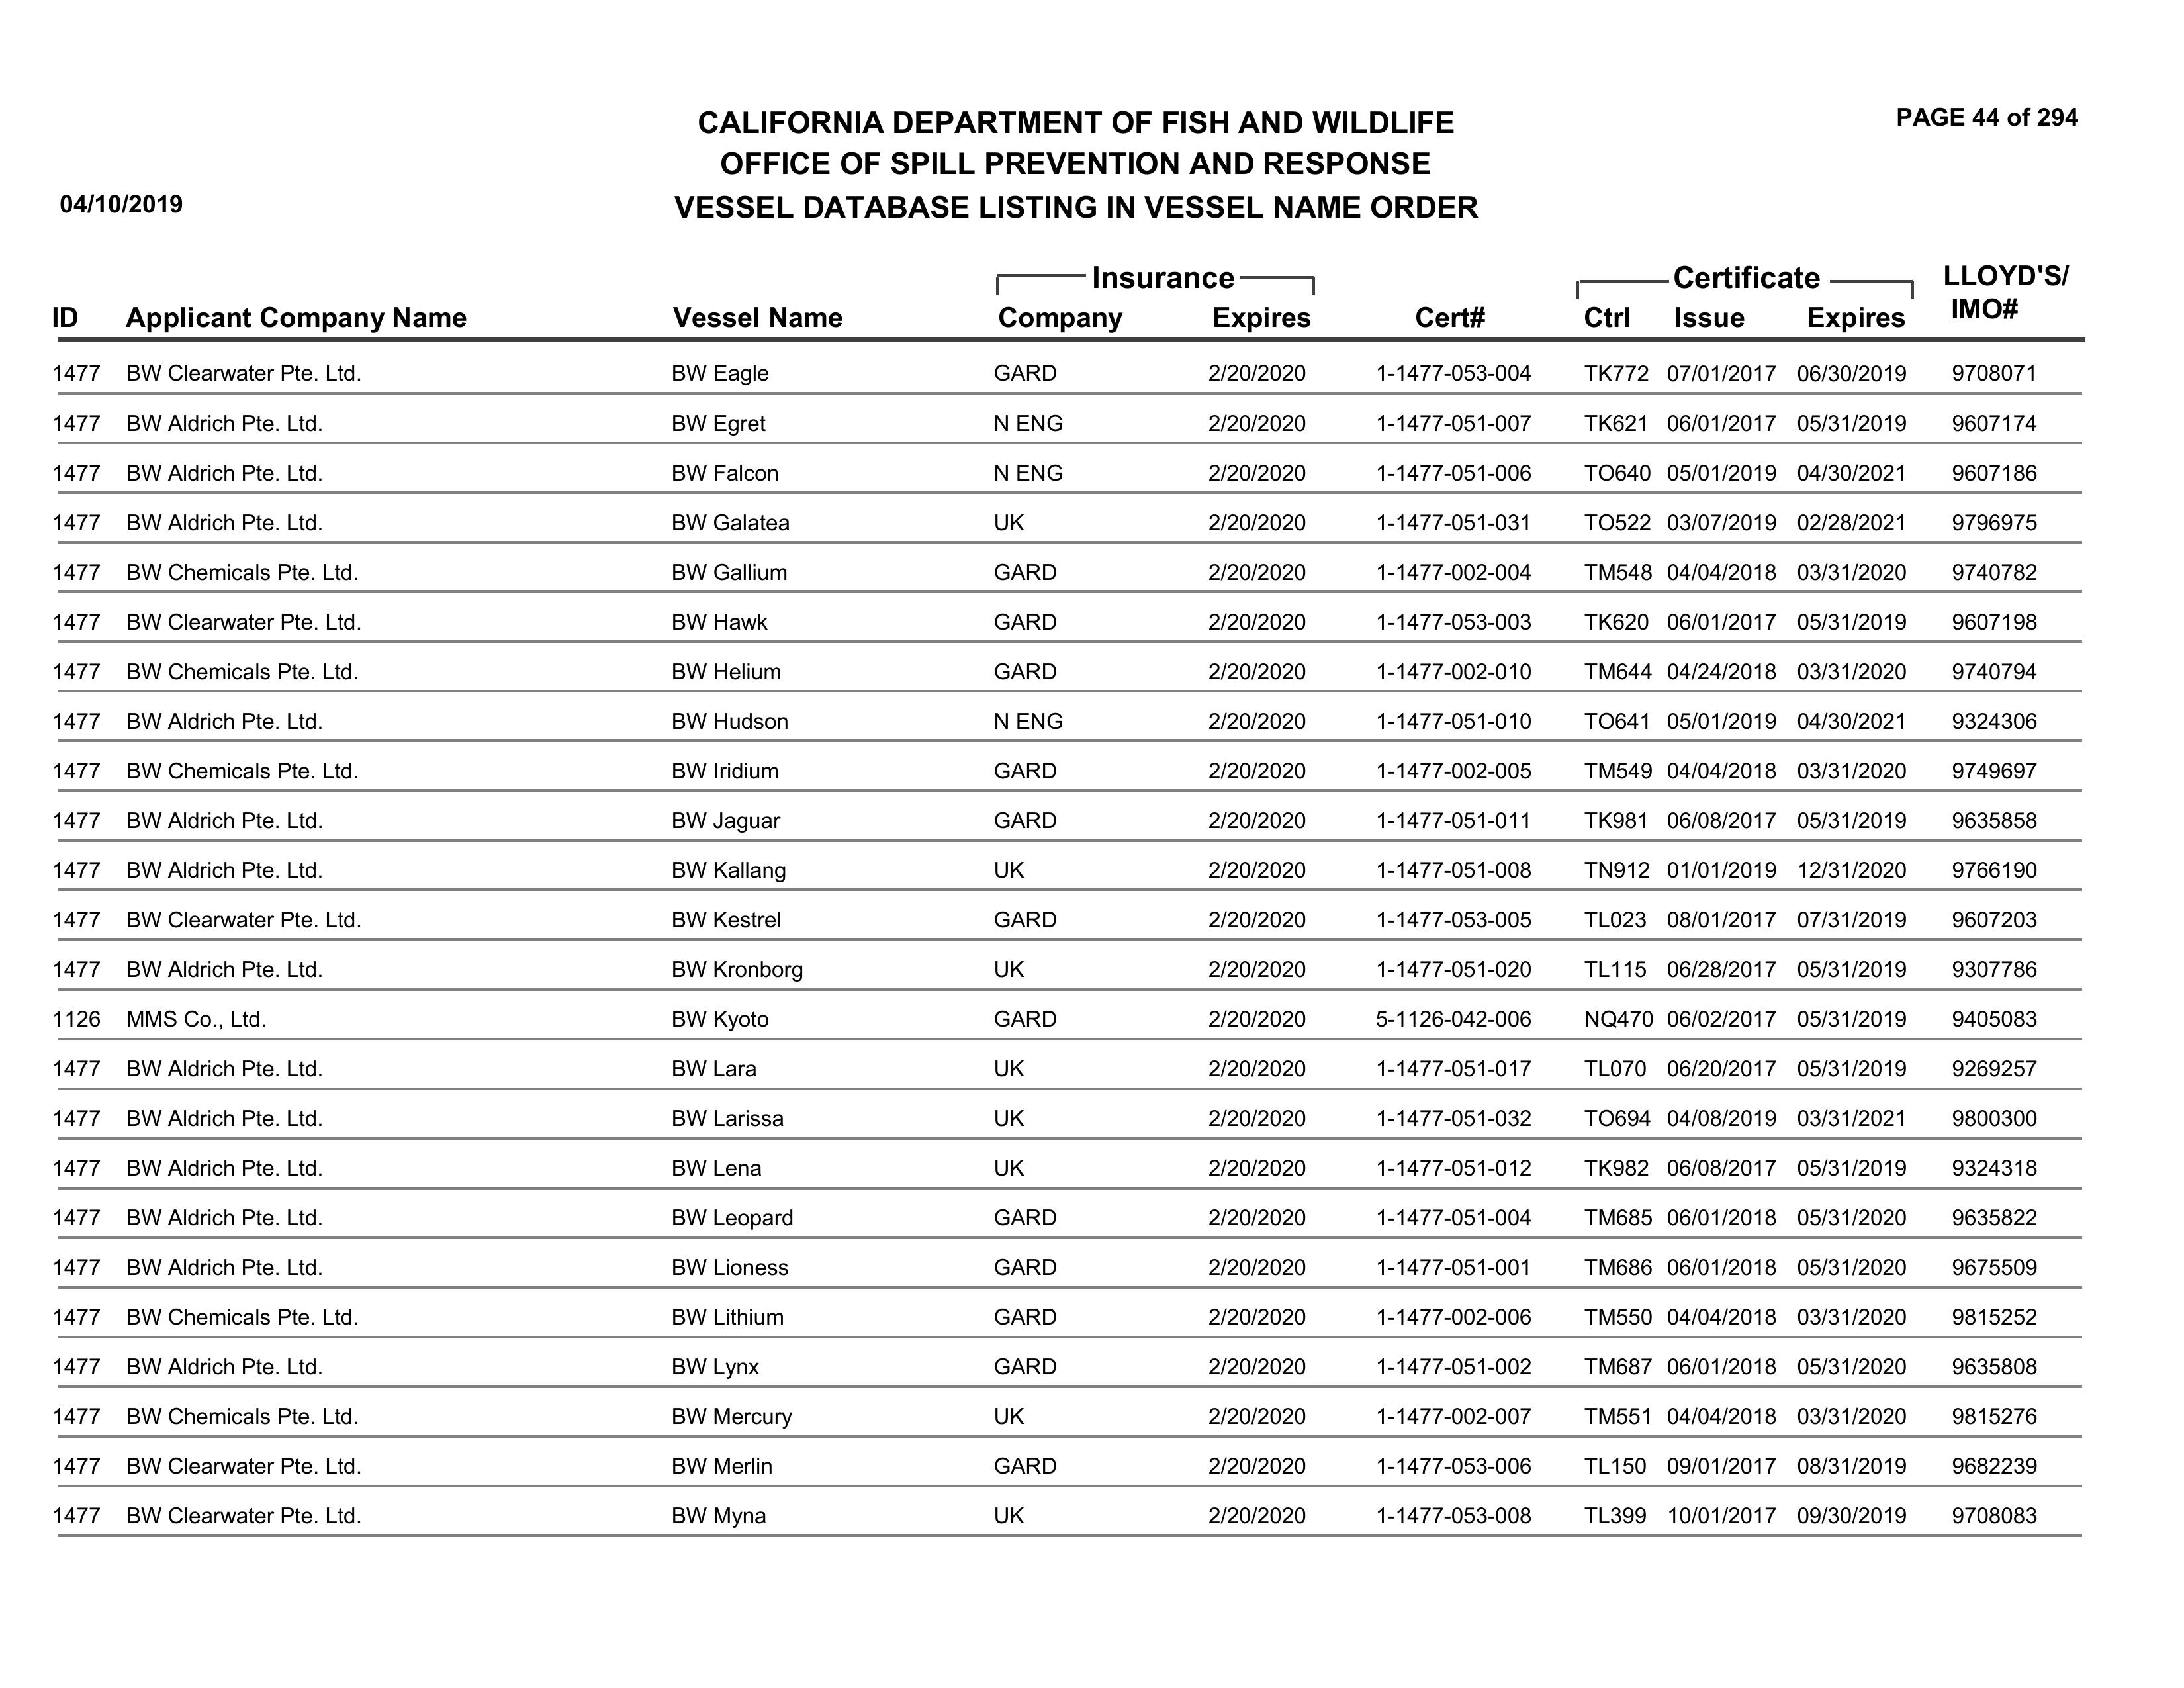 PAGE 44 of 294
CALIFORNIA DEPARTMENT OF FISH AND WILDLIFE
OFFICE OF SPILL PREVENTION AND RESPONSE
04/10/2019 VESSEL DATABASE LISTING IN VESSEL NAME ORDER
Insurance Certificate LLOYD'S/
ID Applicant Company Name Vessel Name Company Expires Cert# Ctrl Issue Expires IMO#
1477 BW Clearwater Pte. Ltd. BW Eagle GARD 2/20/2020 1-1477-053-004 TK772 07/01/2017 06/30/2019 9708071
1477 BW Aldrich Pte. Ltd. BW Egret N ENG 2/20/2020 1-1477-051-007 TK621 06/01/2017 05/31/2019 9607174
1477 BW Aldrich Pte. Ltd. BW Falcon N ENG 2/20/2020 1-1477-051-006 TO640 05/01/2019 04/30/2021 9607186
1477 BW Aldrich Pte. Ltd. BW Galatea UK 2/20/2020 1-1477-051-031 TO522 03/07/2019 02/28/2021 9796975
1477 BW Chemicals Pte. Ltd. BW Gallium GARD 2/20/2020 1-1477-002-004 TM548 04/04/2018 03/31/2020 9740782
1477 BW Clearwater Pte. Ltd. BW Hawk GARD 2/20/2020 1-1477-053-003 TK620 06/01/2017 05/31/2019 9607198
1477 BW Chemicals Pte. Ltd. BW Helium GARD 2/20/2020 1-1477-002-010 TM644 04/24/2018 03/31/2020 9740794
1477 BW Aldrich Pte. Ltd. BW Hudson N ENG 2/20/2020 1-1477-051-010 TO641 05/01/2019 04/30/2021 9324306
1477 BW Chemicals Pte. Ltd. BW Iridium GARD 2/20/2020 1-1477-002-005 TM549 04/04/2018 03/31/2020 9749697
1477 BW Aldrich Pte. Ltd. BW Jaguar GARD 2/20/2020 1-1477-051-011 TK981 06/08/2017 05/31/2019 9635858
1477 BW Aldrich Pte. Ltd. BW Kallang UK 2/20/2020 1-1477-051-008 TN912 01/01/2019 12/31/2020 9766190
1477 BW Clearwater Pte. Ltd. BW Kestrel GARD 2/20/2020 1-1477-053-005 TL023 08/01/2017 07/31/2019 9607203
1477 BW Aldrich Pte. Ltd. BW Kronborg UK 2/20/2020 1-1477-051-020 TL115 06/28/2017 05/31/2019 9307786
1126 MMS Co., Ltd. BW Kyoto GARD 2/20/2020 5-1126-042-006 NQ470 06/02/2017 05/31/2019 9405083
1477 BW Aldrich Pte. Ltd. BW Lara UK 2/20/2020 1-1477-051-017 TL070 06/20/2017 05/31/2019 9269257
1477 BW Aldrich Pte. Ltd. BW Larissa UK 2/20/2020 1-1477-051-032 TO694 04/08/2019 03/31/2021 9800300
1477 BW Aldrich Pte. Ltd. BW Lena UK 2/20/2020 1-1477-051-012 TK982 06/08/2017 05/31/2019 9324318
1477 BW Aldrich Pte. Ltd. BW Leopard GARD 2/20/2020 1-1477-051-004 TM685 06/01/2018 05/31/2020 9635822
1477 BW Aldrich Pte. Ltd. BW Lioness GARD 2/20/2020 1-1477-051-001 TM686 06/01/2018 05/31/2020 9675509
1477 BW Chemicals Pte. Ltd. BW Lithium GARD 2/20/2020 1-1477-002-006 TM550 04/04/2018 03/31/2020 9815252
1477 BW Aldrich Pte. Ltd. BW Lynx GARD 2/20/2020 1-1477-051-002 TM687 06/01/2018 05/31/2020 9635808
1477 BW Chemicals Pte. Ltd. BW Mercury UK 2/20/2020 1-1477-002-007 TM551 04/04/2018 03/31/2020 9815276
1477 BW Clearwater Pte. Ltd. BW Merlin GARD 2/20/2020 1-1477-053-006 TL150 09/01/2017 08/31/2019 9682239
1477 BW Clearwater Pte. Ltd. BW Myna UK 2/20/2020 1-1477-053-008 TL399 10/01/2017 09/30/2019 9708083